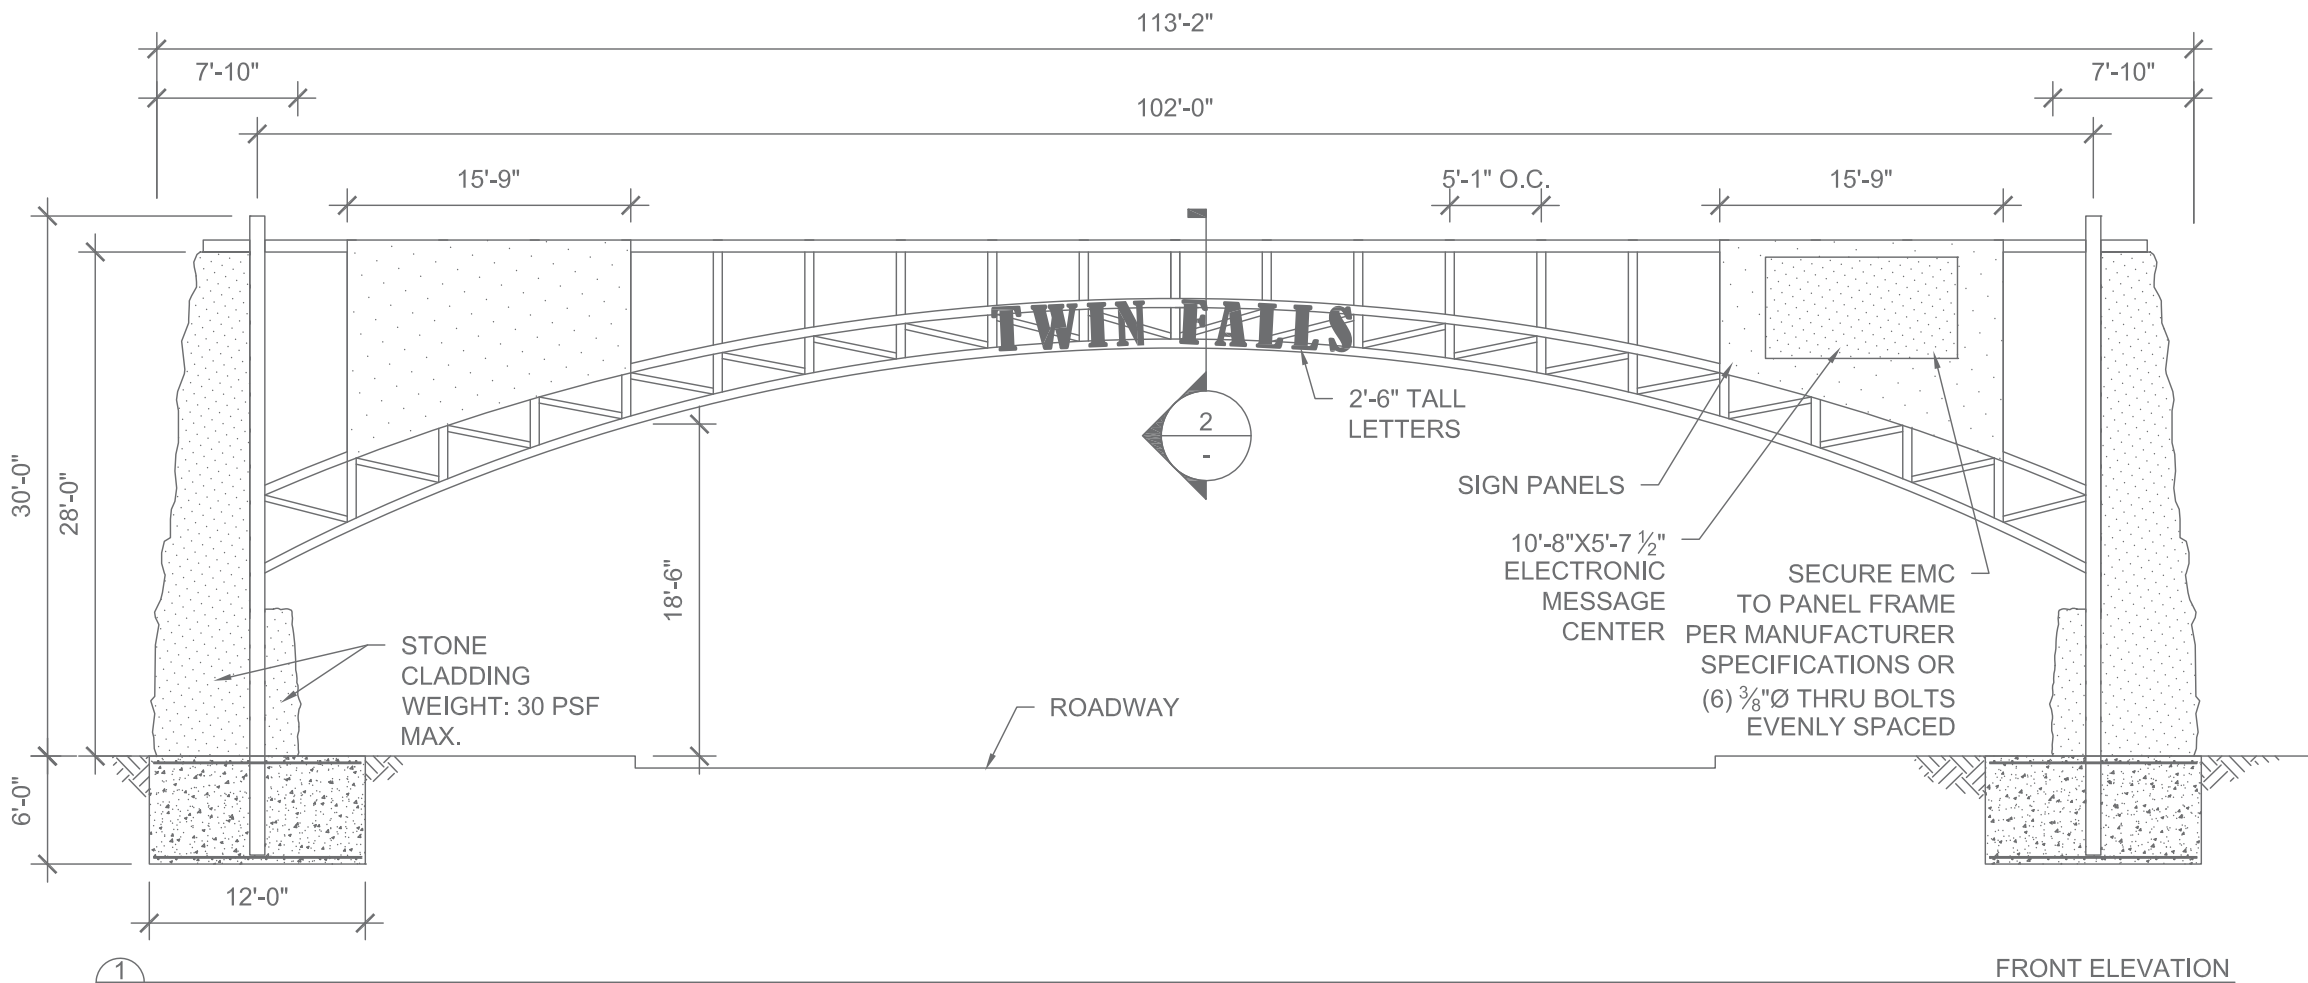 113'-2"
7'-10"
7'-10"
102'-0"
15'-9"
5'-1" O.C.
15'-9"
TWIN FALLS
2'-6" TALL
LETTERS
2
-
SIGN PANELS
30'-0"
28'-0"
18'-6"
10'-8"X5'-7 ½"
ELECTRONIC
MESSAGE
CENTER
SECURE EMC
TO PANEL FRAME
PER MANUFACTURER
SPECIFICATIONS OR
(6) ⅜"Ø THRU BOLTS
EVENLY SPACED
STONE
CLADDING
WEIGHT: 30 PSF
MAX.
ROADWAY
6'-0"
12'-0"
1
FRONT ELEVATION